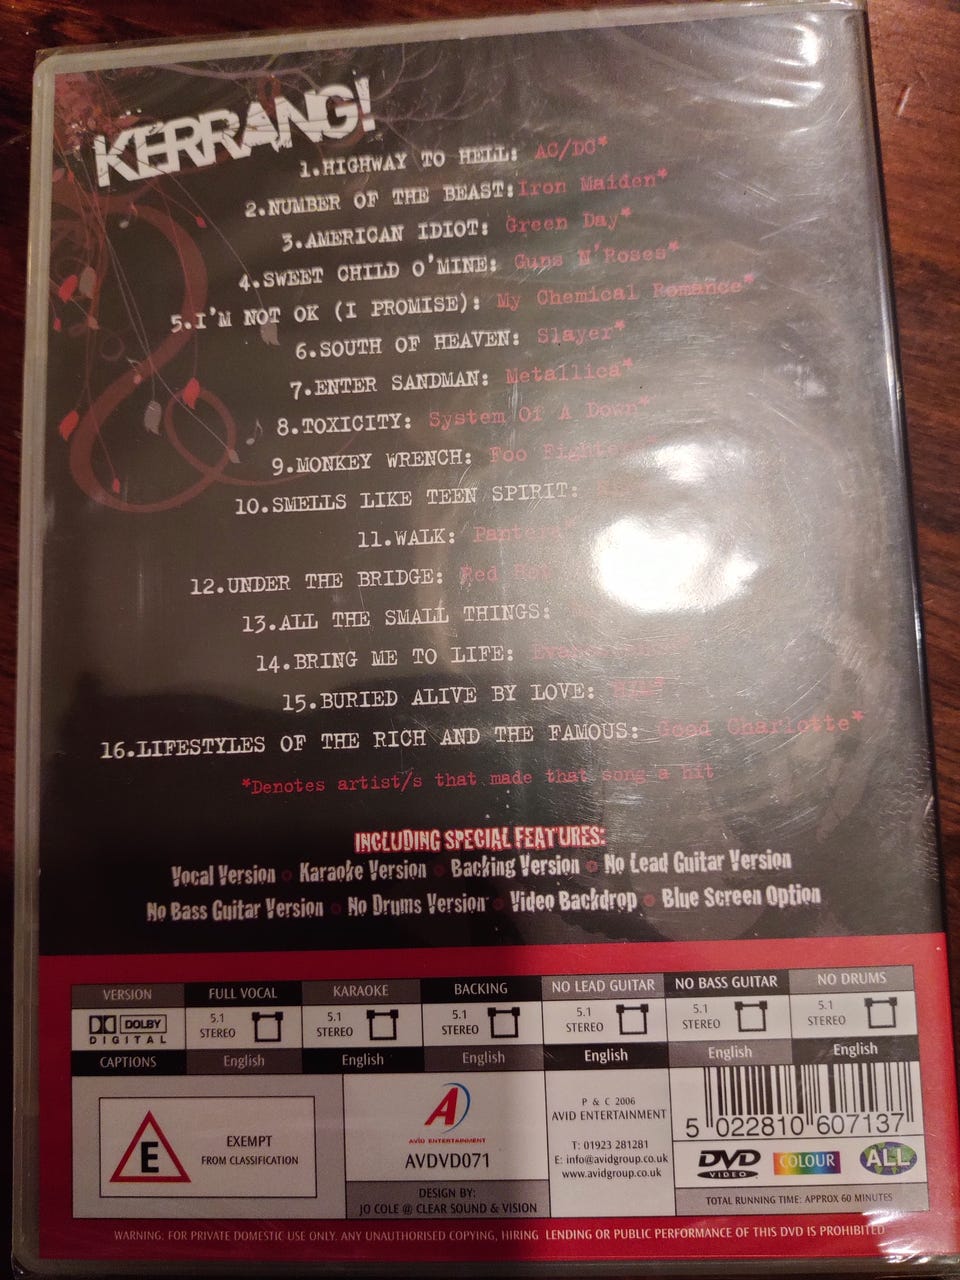 KERRANG!
1.HIGHWAY TO HELL: AC/DC*
2.NUMBER OF THE BEAST:Iron Maiden*
3.AMERICAN IDIOT: Green Day*
4.SWEET CHILD O'MINE: Guns N'Roses*
5.I'M NOT OK (I PROMISE): My Chemical Romance*
6.SOUTH OF HEAVEN: Slayer*
7.ENTER SANDMAN: Metallica*
8.TOXICITY: System Of A Down*
9.MONKEY WRENCH: Foo
10.SMELLS LIKE TEEN SPIRIT:
11.WALK: Pantera*
12.UNDER THE BRIDGE: Red Hot
13.ALL THE SMALL THINGS:
14.BRING ME TO LIFE:
15.BURIED ALIVE BY LOVE: HIM*
16.LIFESTYLES OF THE RICH AND THE FAMOUS: Good Charlotte*
*Denotes artist/s that made that song a hit
INCLUDING SPECIAL FEATURES:
Vocal Version • Karaoke Version • Backing Version • No Lead Guitar Version
No Bass Guitar Version • No Drums Version • Video Backdrop • Blue Screen Option
VERSION FULL VOCAL KARAOKE BACKING NO LEAD GUITAR NO BASS GUITAR NO DRUMS
DOLBY DIGITAL 5.1 STEREO 5.1 STEREO 5.1 STEREO 5.1 STEREO 5.1 STEREO 5.1 STEREO
CAPTIONS English English English English English English
E
EXEMPT
FROM CLASSIFICATION
A
AVID ENTERTAINMENT
AVDVD071
DESIGN BY:
JO COLE @ CLEAR SOUND & VISION
P & C 2006
AVID ENTERTAINMENT
T: 01923 281281
E: info@avidgroup.co.uk
www.avidgroup.co.uk
5 022810 607137
DVD VIDEO COLOUR ALL
TOTAL RUNNING TIME: APPROX 60 MINUTES
WARNING: FOR PRIVATE DOMESTIC USE ONLY. ANY UNAUTHORISED COPYING, HIRING LENDING OR PUBLIC PERFORMANCE OF THIS DVD IS PROHIBITED